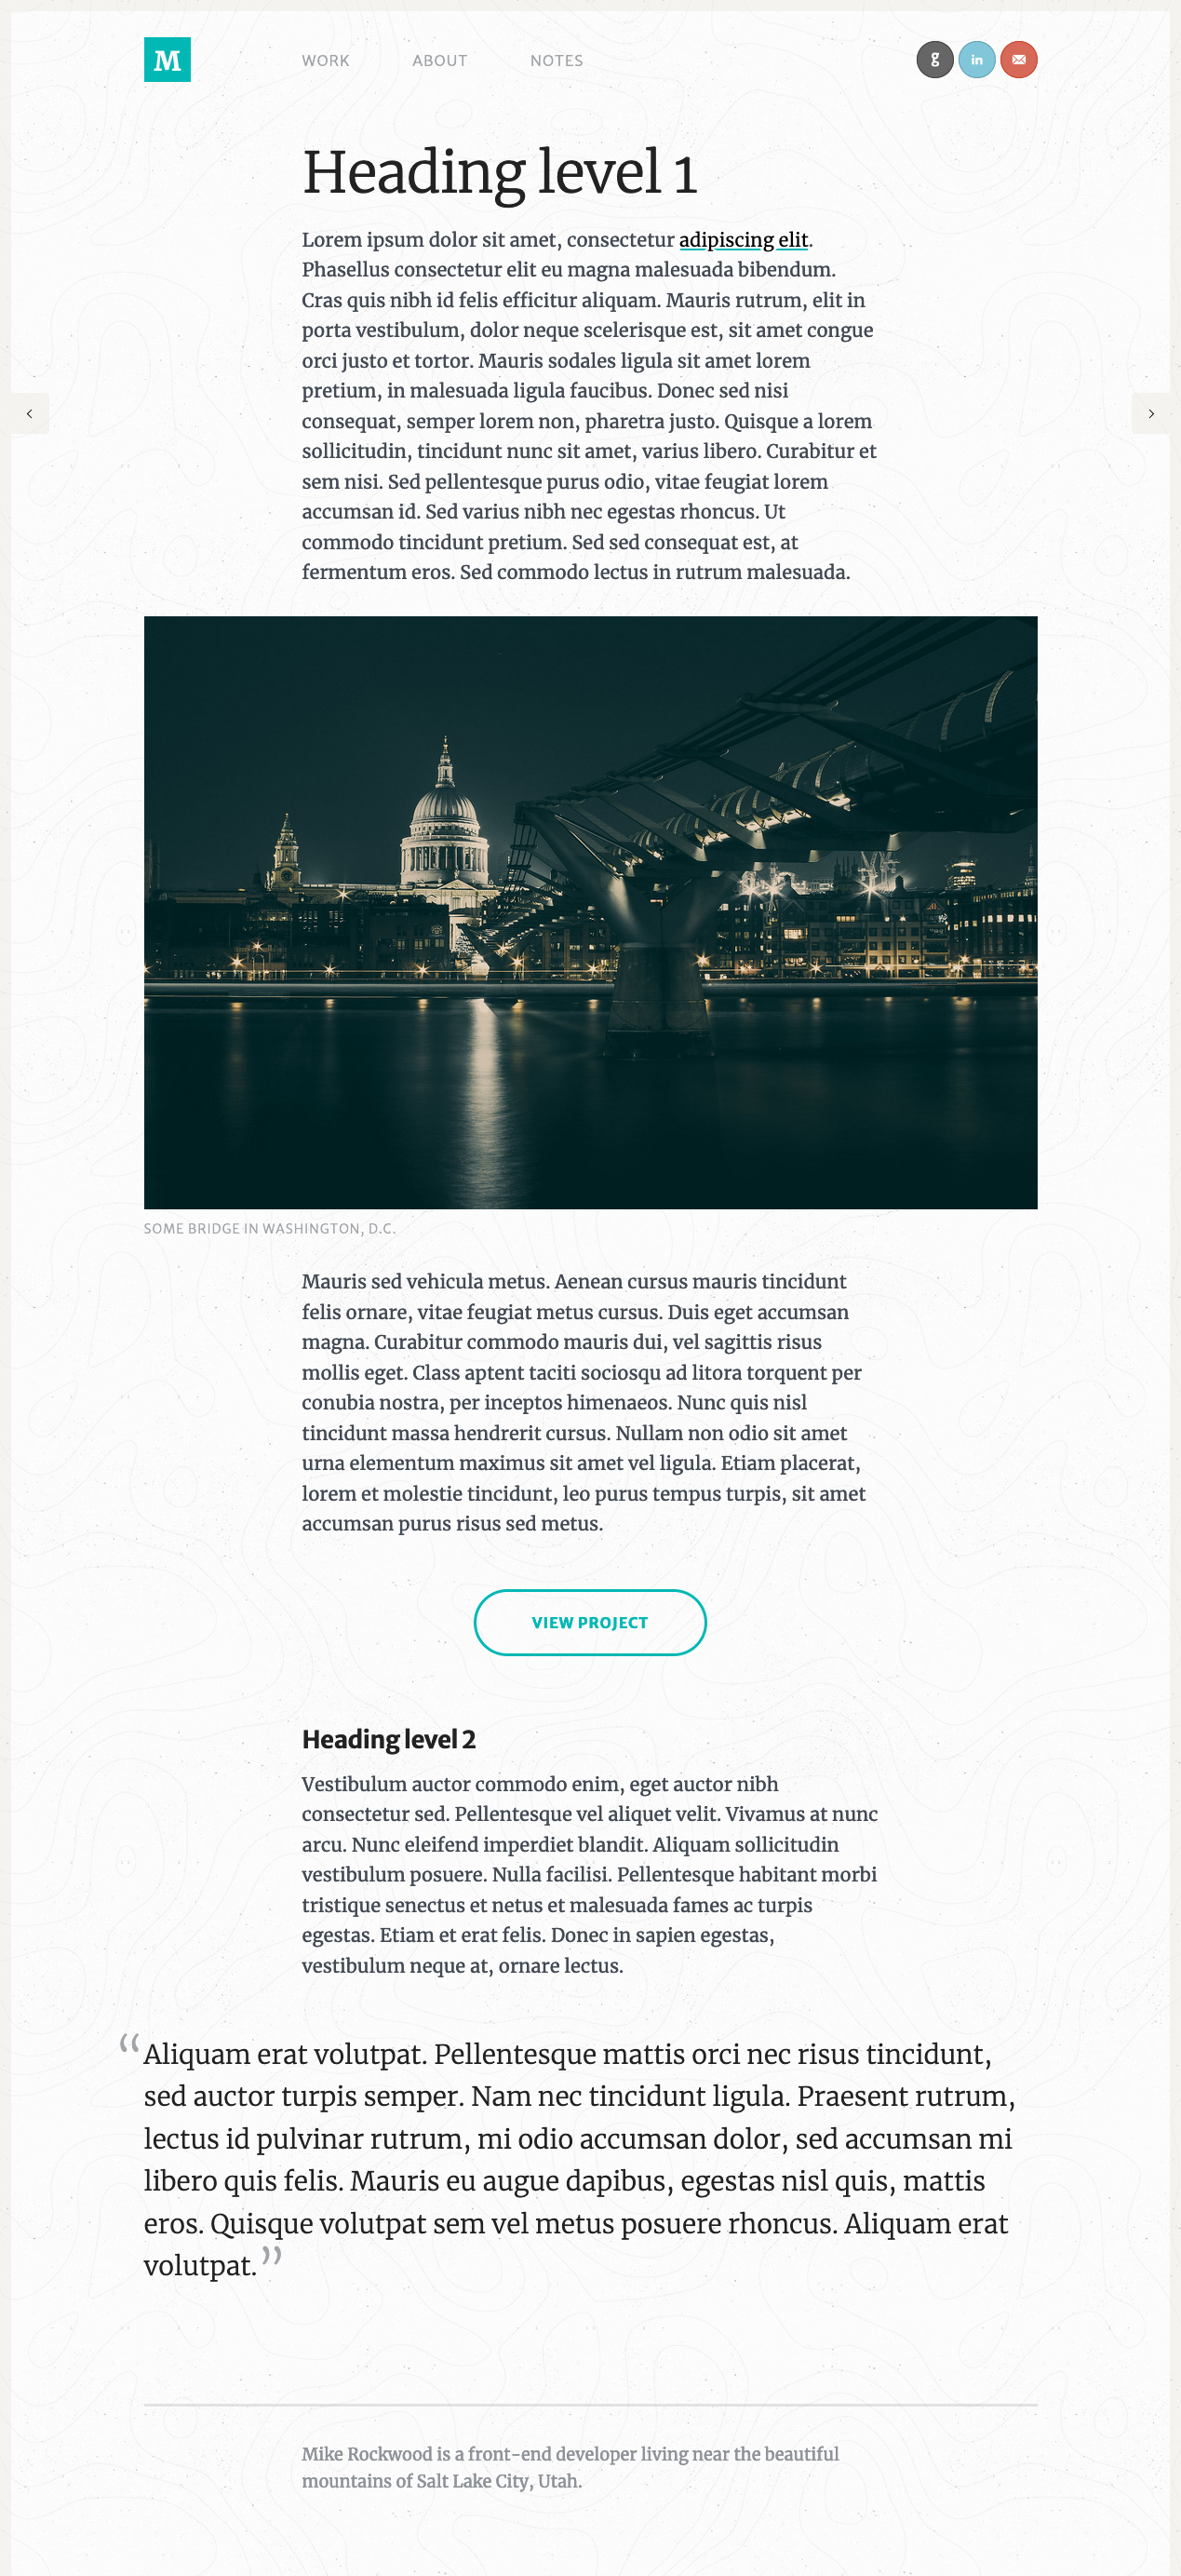 M
WORK ABOUT NOTES
g in
Heading level 1
Lorem ipsum dolor sit amet, consectetur adipiscing elit.
Phasellus consectetur elit eu magna malesuada bibendum.
Cras quis nibh id felis efficitur aliquam. Mauris rutrum, elit in
porta vestibulum, dolor neque scelerisque est, sit amet congue
orci justo et tortor. Mauris sodales ligula sit amet lorem
pretium, in malesuada ligula faucibus. Donec sed nisi
consequat, semper lorem non, pharetra justo. Quisque a lorem
sollicitudin, tincidunt nunc sit amet, varius libero. Curabitur et
sem nisi. Sed pellentesque purus odio, vitae feugiat lorem
accumsan id. Sed varius nibh nec egestas rhoncus. Ut
commodo tincidunt pretium. Sed sed consequat est, at
fermentum eros. Sed commodo lectus in rutrum malesuada.
SOME BRIDGE IN WASHINGTON, D.C.
Mauris sed vehicula metus. Aenean cursus mauris tincidunt
felis ornare, vitae feugiat metus cursus. Duis eget accumsan
magna. Curabitur commodo mauris dui, vel sagittis risus
mollis eget. Class aptent taciti sociosqu ad litora torquent per
conubia nostra, per inceptos himenaeos. Nunc quis nisl
tincidunt massa hendrerit cursus. Nullam non odio sit amet
urna elementum maximus sit amet vel ligula. Etiam placerat,
lorem et molestie tincidunt, leo purus tempus turpis, sit amet
accumsan purus risus sed metus.
VIEW PROJECT
Heading level 2
Vestibulum auctor commodo enim, eget auctor nibh
consectetur sed. Pellentesque vel aliquet velit. Vivamus at nunc
arcu. Nunc eleifend imperdiet blandit. Aliquam sollicitudin
vestibulum posuere. Nulla facilisi. Pellentesque habitant morbi
tristique senectus et netus et malesuada fames ac turpis
egestas. Etiam et erat felis. Donec in sapien egestas,
vestibulum neque at, ornare lectus.
“Aliquam erat volutpat. Pellentesque mattis orci nec risus tincidunt,
sed auctor turpis semper. Nam nec tincidunt ligula. Praesent rutrum,
lectus id pulvinar rutrum, mi odio accumsan dolor, sed accumsan mi
libero quis felis. Mauris eu augue dapibus, egestas nisl quis, mattis
eros. Quisque volutpat sem vel metus posuere rhoncus. Aliquam erat
volutpat.”
Mike Rockwood is a front-end developer living near the beautiful
mountains of Salt Lake City, Utah.